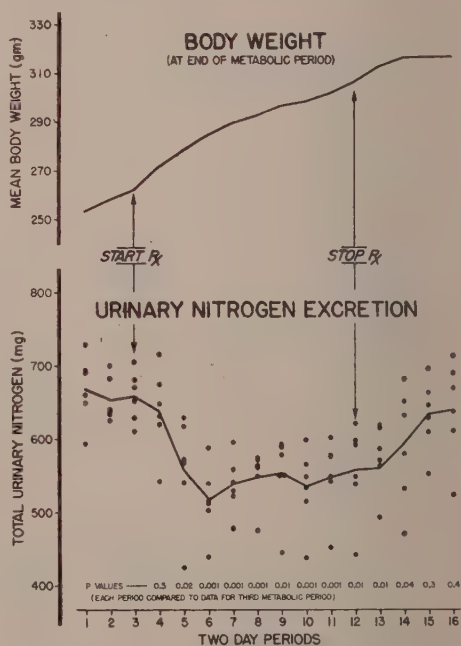 BODY WEIGHT
(AT END OF METABOLIC PERIOD)
MEAN BODY WEIGHT (gm)
330
310
290
270
250
START ℞
STOP ℞
URINARY NITROGEN EXCRETION
TOTAL URINARY NITROGEN (mg)
800
700
600
500
400
P VALUES — 0.3 0.02 0.001 0.001 0.001 0.01 0.001 0.001 0.01 0.01 0.04 0.3 0.4
(EACH PERIOD COMPARED TO DATA FOR THIRD METABOLIC PERIOD)
1 2 3 4 5 6 7 8 9 10 11 12 13 14 15 16
TWO DAY PERIODS